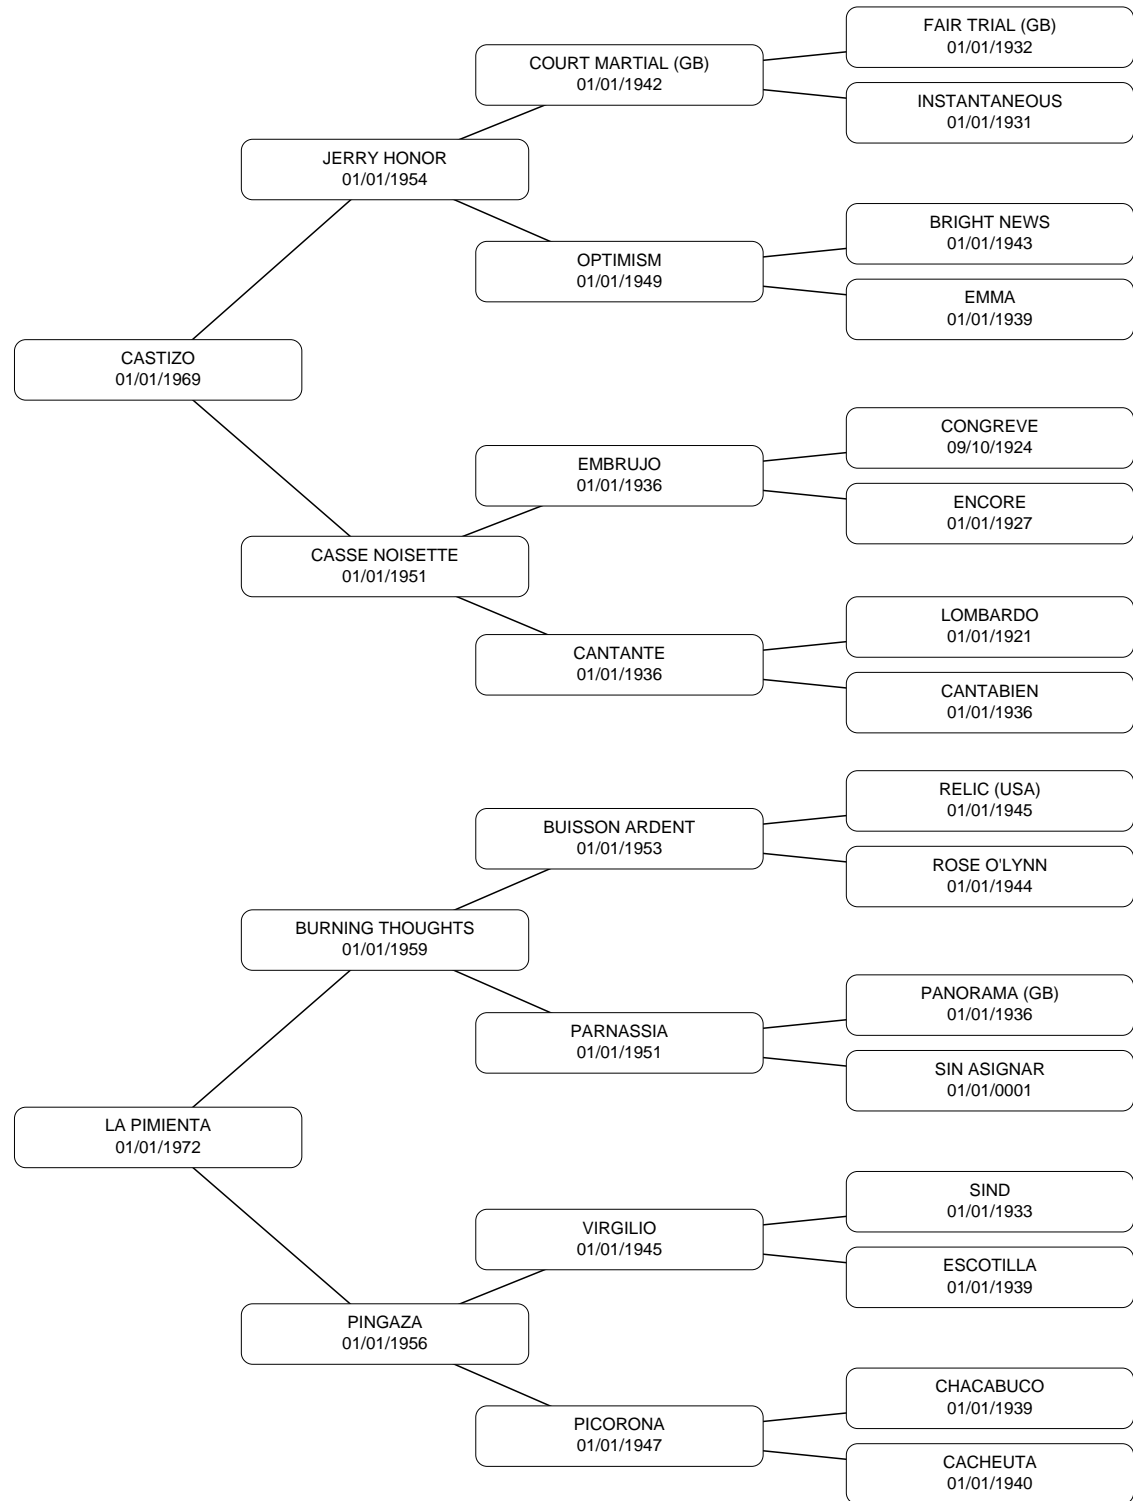 FAIR TRIAL (GB)
01/01/1932
COURT MARTIAL (GB)
01/01/1942
INSTANTANEOUS
01/01/1931
JERRY HONOR
01/01/1954
BRIGHT NEWS
01/01/1943
OPTIMISM
01/01/1949
EMMA
01/01/1939
CASTIZO
01/01/1969
CONGREVE
09/10/1924
EMBRUJO
01/01/1936
ENCORE
01/01/1927
CASSE NOISETTE
01/01/1951
LOMBARDO
01/01/1921
CANTANTE
01/01/1936
CANTABIEN
01/01/1936
RELIC (USA)
01/01/1945
BUISSON ARDENT
01/01/1953
ROSE O'LYNN
01/01/1944
BURNING THOUGHTS
01/01/1959
PANORAMA (GB)
01/01/1936
PARNASSIA
01/01/1951
SIN ASIGNAR
01/01/0001
LA PIMIENTA
01/01/1972
SIND
01/01/1933
VIRGILIO
01/01/1945
ESCOTILLA
01/01/1939
PINGAZA
01/01/1956
CHACABUCO
01/01/1939
PICORONA
01/01/1947
CACHEUTA
01/01/1940